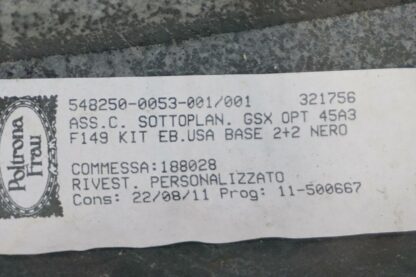 548250-0053-001/001 321756
ASS.C. SOTTOPLAN. GSX OPT 45A3
F149 KIT EB.USA BASE 2+2 NERO
COMMESSA:188028
RIVEST. PERSONALIZZATO
Cons: 22/08/11 Prog: 11-500667
Poltrona
Frau